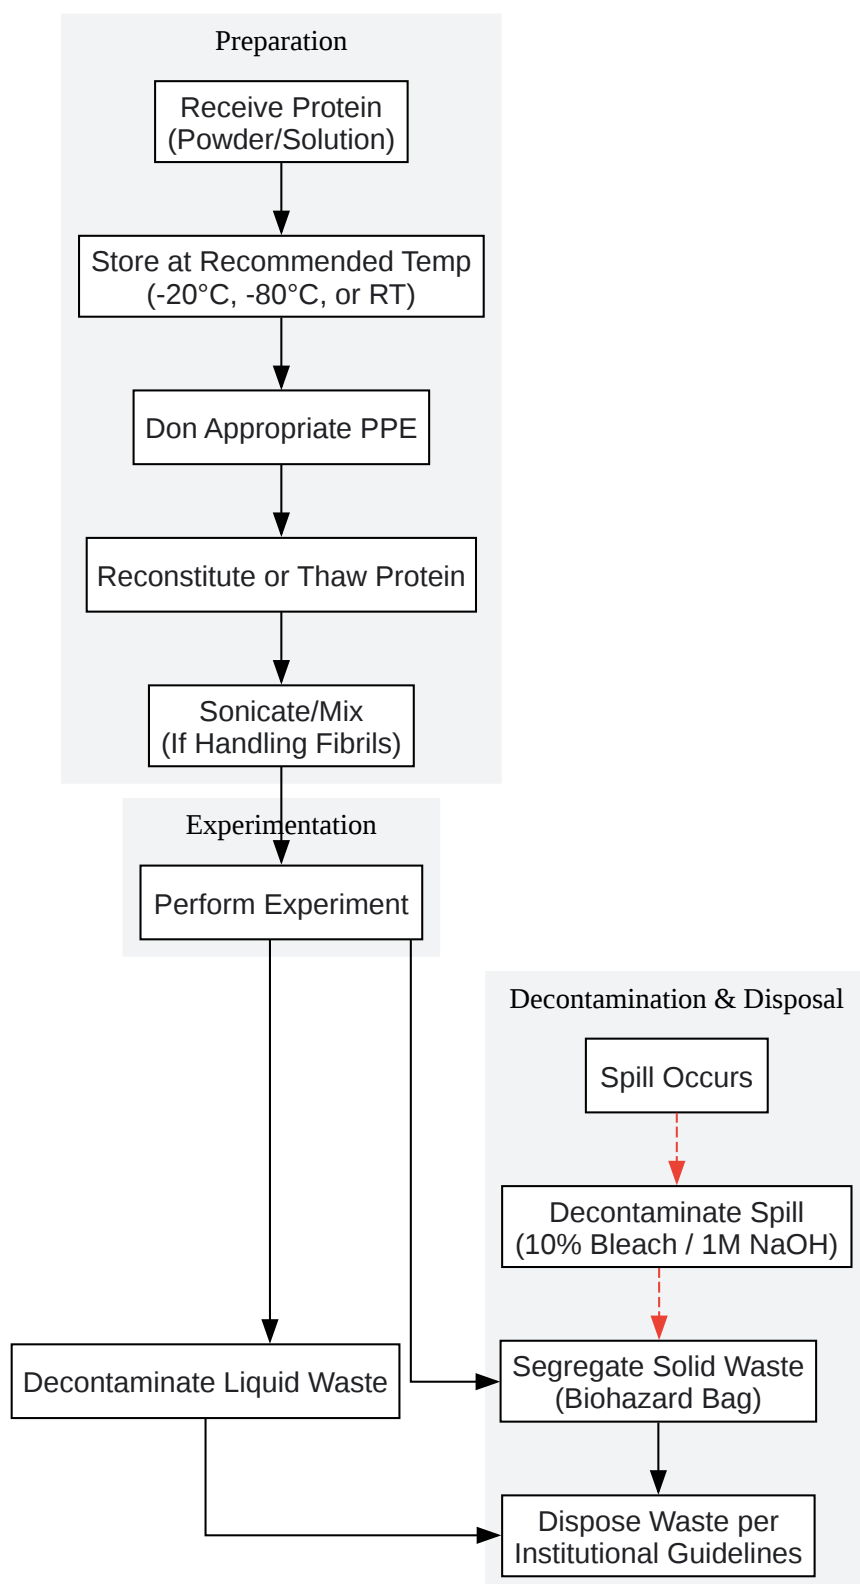 Preparation
Receive Protein
(Powder/Solution)
Store at Recommended Temp
(-20°C, -80°C, or RT)
Don Appropriate PPE
Reconstitute or Thaw Protein
Sonicate/Mix
(If Handling Fibrils)
Experimentation
Perform Experiment
Decontamination & Disposal
Spill Occurs
Decontaminate Spill
(10% Bleach / 1M NaOH)
Decontaminate Liquid Waste
Segregate Solid Waste
(Biohazard Bag)
Dispose Waste per
Institutional Guidelines